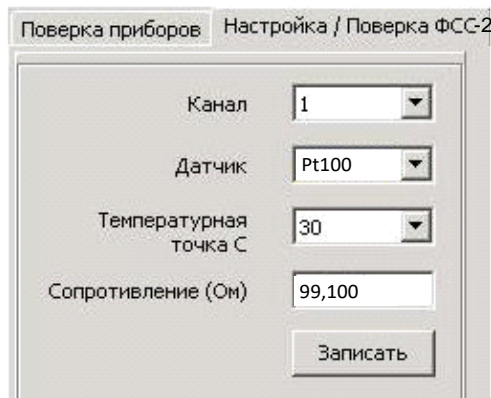 Поверка приборов Настройка / Поверка ФСС-2
Канал 1
Датчик Pt100
Температурная
точка С 30
Сопротивление (Ом) 99,100
Записать